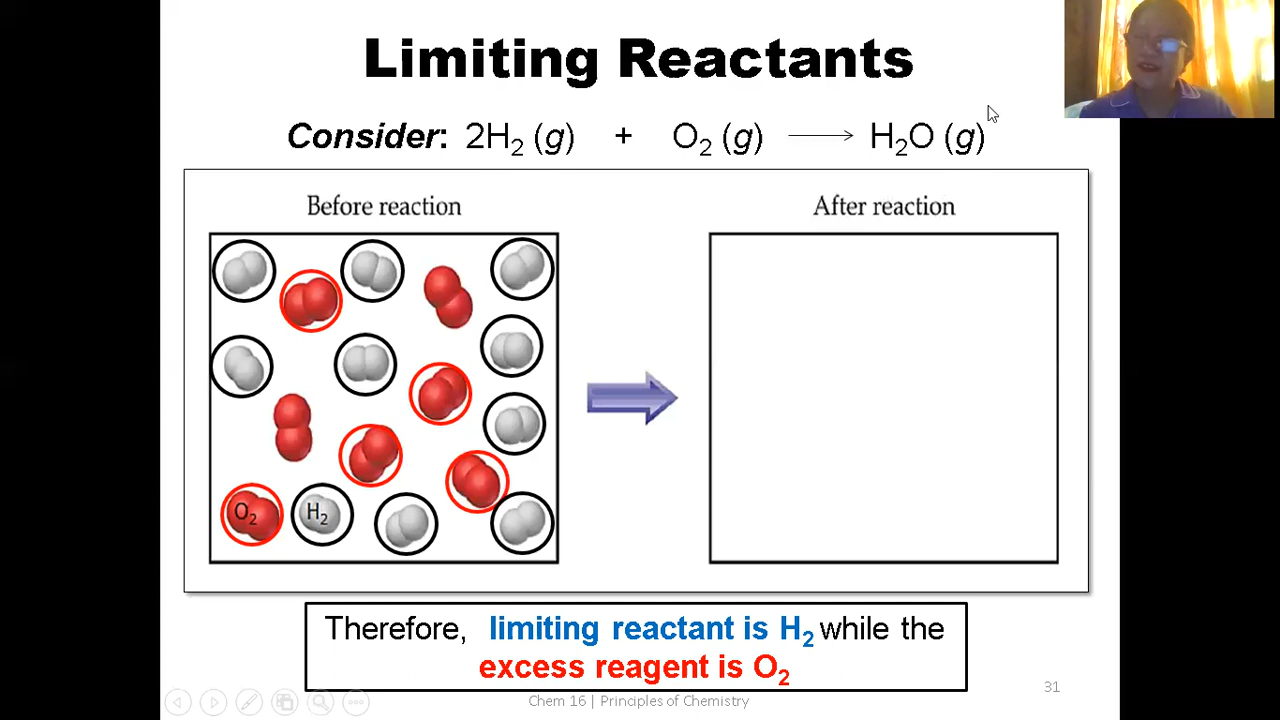 Limiting Reactants
Consider: 2H₂ (g) + O₂ (g) ⟶ H₂O (g)
Before reaction
After reaction
O₂ H₂
Therefore, limiting reactant is H₂ while the
excess reagent is O₂
31
Chem 16 | Principles of Chemistry